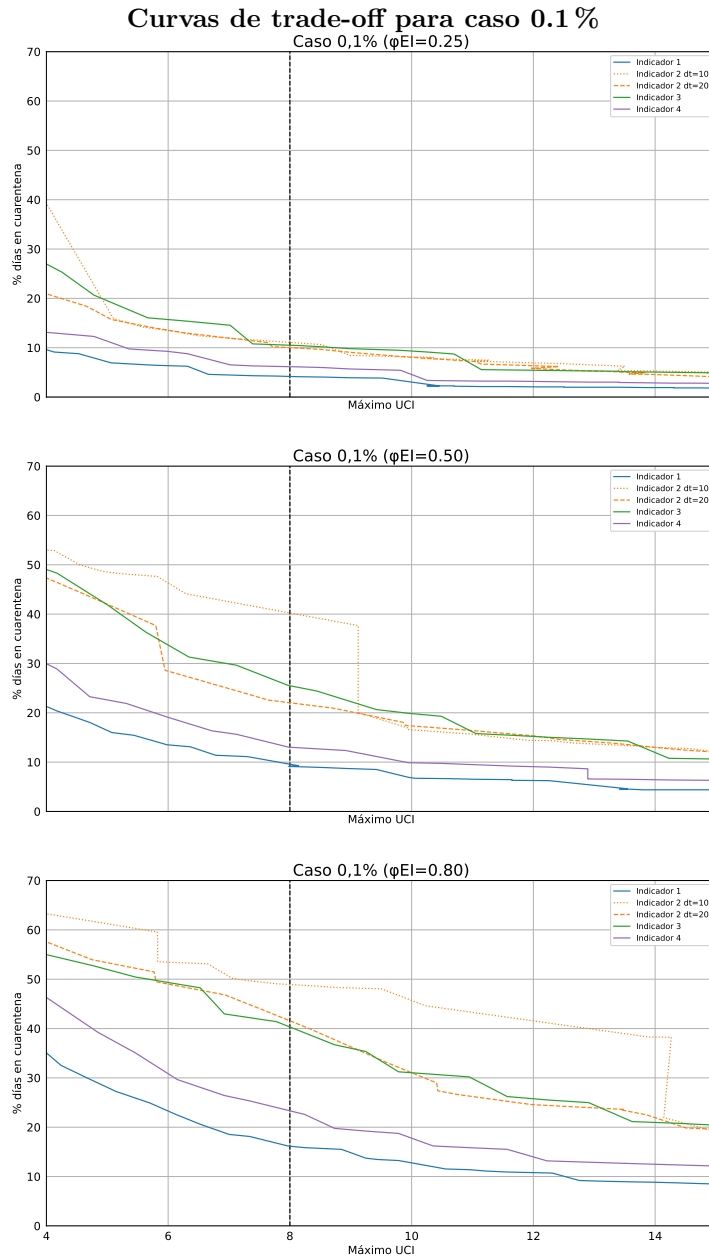 Curvas de trade-off para caso 0.1 %
Caso 0,1% (φEI=0.25)
70
60
50
40
30
20
10
0
% días en cuarentena
Indicador 1
Indicador 2 dt=10
Indicador 2 dt=20
Indicador 3
Indicador 4
Máximo UCI
Caso 0,1% (φEI=0.50)
70
60
50
40
30
20
10
0
% días en cuarentena
Indicador 1
Indicador 2 dt=10
Indicador 2 dt=20
Indicador 3
Indicador 4
Máximo UCI
Caso 0,1% (φEI=0.80)
70
60
50
40
30
20
10
0
% días en cuarentena
Indicador 1
Indicador 2 dt=10
Indicador 2 dt=20
Indicador 3
Indicador 4
4 6 8 10 12 14
Máximo UCI